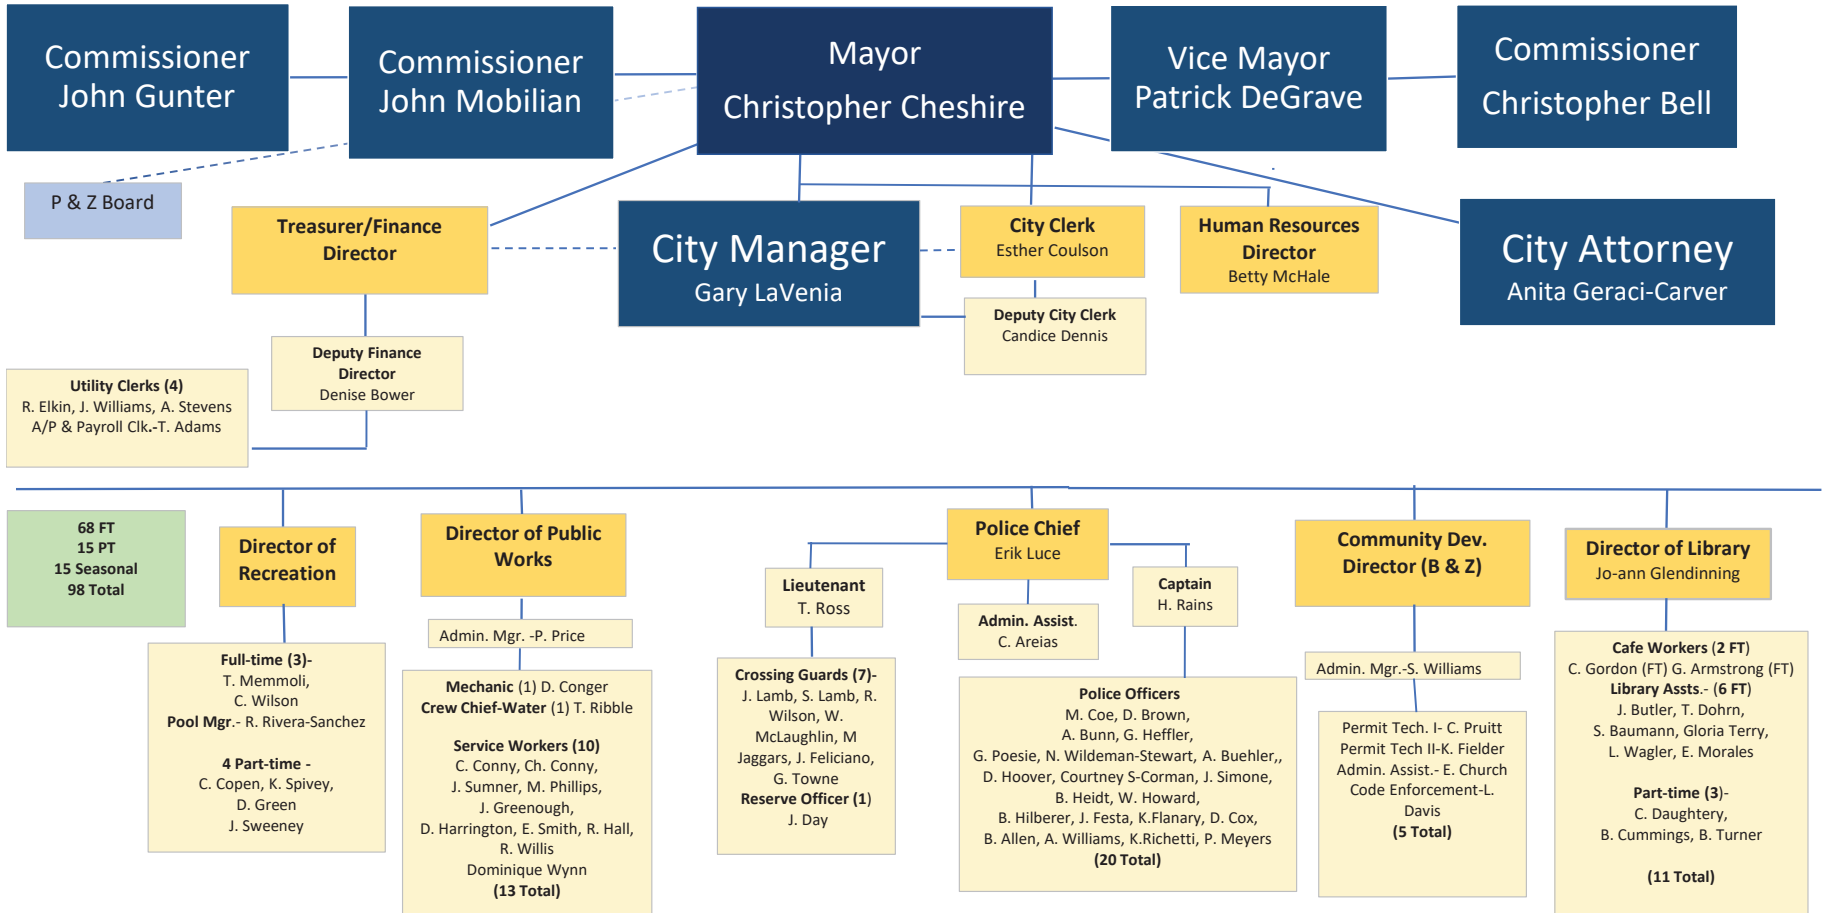 Commissioner
John Gunter
Commissioner
John Mobilian
Mayor
Christopher Cheshire
Vice Mayor
Patrick DeGrave
Commissioner
Christopher Bell
P & Z Board
Treasurer/Finance
Director
City Manager
Gary LaVenia
City Clerk
Esther Coulson
Human Resources
Director
Betty McHale
City Attorney
Anita Geraci-Carver
Deputy City Clerk
Candice Dennis
Deputy Finance
Director
Denise Bower
Utility Clerks (4)
R. Elkin, J. Williams, A. Stevens
A/P & Payroll Clk.-T. Adams
68 FT
15 PT
15 Seasonal
98 Total
Director of
Recreation
Full-time (3)-
T. Memmoli,
C. Wilson
Pool Mgr.- R. Rivera-Sanchez
4 Part-time -
C. Copen, K. Spivey,
D. Green
J. Sweeney
Director of Public
Works
Admin. Mgr. -P. Price
Mechanic (1) D. Conger
Crew Chief-Water (1) T. Ribble
Service Workers (10)
C. Conny, Ch. Conny,
J. Sumner, M. Phillips,
J. Greenough,
D. Harrington, E. Smith, R. Hall,
R. Willis
Dominique Wynn
(13 Total)
Police Chief
Erik Luce
Lieutenant
T. Ross
Crossing Guards (7)-
J. Lamb, S. Lamb, R.
Wilson, W.
McLaughlin, M
Jaggars, J. Feliciano,
G. Towne
Reserve Officer (1)
J. Day
Admin. Assist.
C. Areias
Captain
H. Rains
Police Officers
M. Coe, D. Brown,
A. Bunn, G. Heffler,
G. Poesie, N. Wildeman-Stewart, A. Buehler,,
D. Hoover, Courtney S-Corman, J. Simone,
B. Heidt, W. Howard,
B. Hilberer, J. Festa, K.Flanary, D. Cox,
B. Allen, A. Williams, K.Richetti, P. Meyers
(20 Total)
Community Dev.
Director (B & Z)
Admin. Mgr.-S. Williams
Permit Tech. I- C. Pruitt
Permit Tech II-K. Fielder
Admin. Assist.- E. Church
Code Enforcement-L.
Davis
(5 Total)
Director of Library
Jo-ann Glendinning
Cafe Workers (2 FT)
C. Gordon (FT) G. Armstrong (FT)
Library Assts.- (6 FT)
J. Butler, T. Dohrn,
S. Baumann, Gloria Terry,
L. Wagler, E. Morales
Part-time (3)-
C. Daughtery,
B. Cummings, B. Turner
(11 Total)